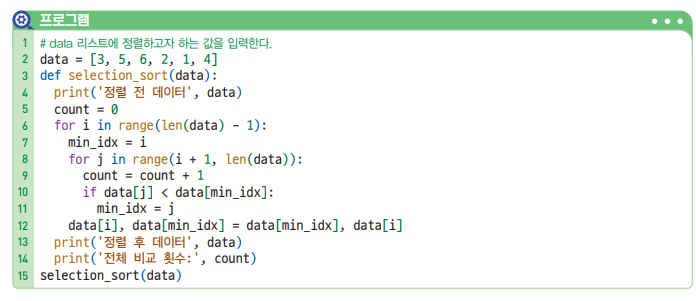 프로그램
1 # data 리스트에 정렬하고자 하는 값을 입력한다.
2 data = [3, 5, 6, 2, 1, 4]
3 def selection_sort(data):
4   print('정렬 전 데이터', data)
5   count = 0
6   for i in range(len(data) - 1):
7     min_idx = i
8     for j in range(i + 1, len(data)):
9       count = count + 1
10       if data[j] < data[min_idx]:
11         min_idx = j
12     data[i], data[min_idx] = data[min_idx], data[i]
13   print('정렬 후 데이터', data)
14   print('전체 비교 횟수:', count)
15 selection_sort(data)